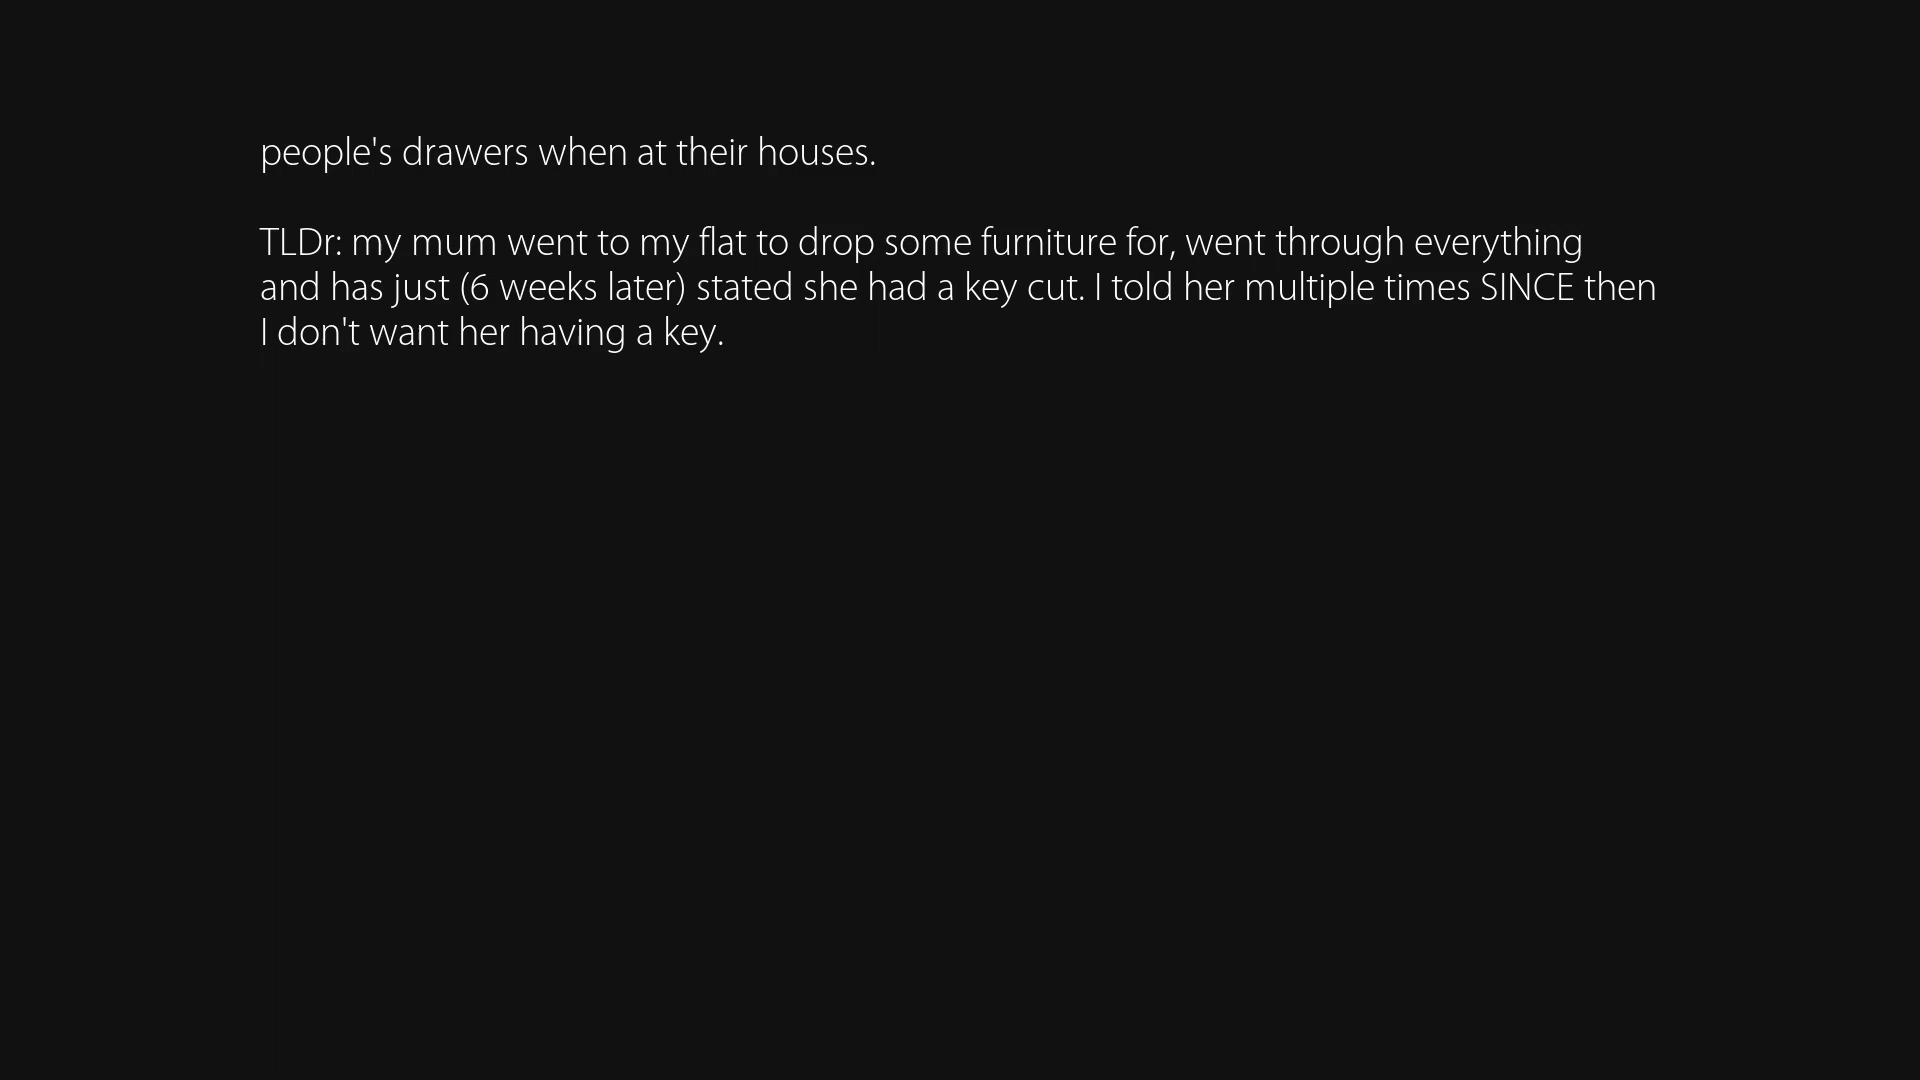 people's drawers when at their houses.
TLDr: my mum went to my flat to drop some furniture for, went through everything
and has just (6 weeks later) stated she had a key cut. I told her multiple times SINCE then
I don't want her having a key.